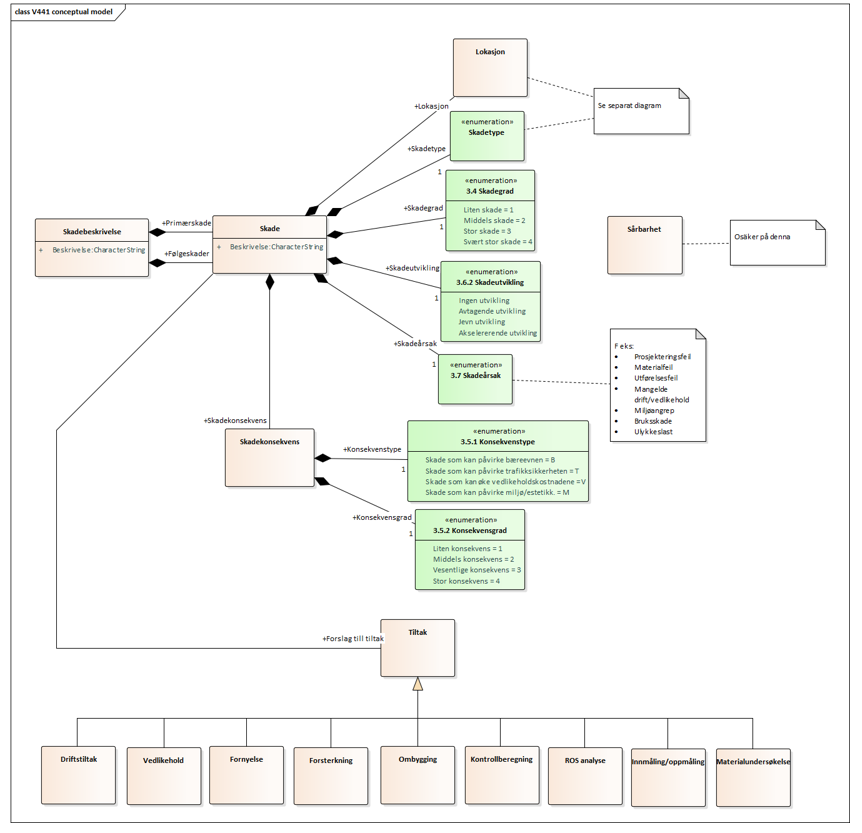 class V441 conceptual model
Lokasjon
+Lokasjon
Se separat diagram
«enumeration»
Skadetype
+Skadetype
1
«enumeration»
3.4 Skadegrad
Liten skade = 1
Middels skade = 2
Stor skade = 3
Svært stor skade = 4
+Skadegrad
1
Skadebeskrivelse
+ Beskrivelse:CharacterString
+Primærskade
+Følgeskader
Skade
+ Beskrivelse:CharacterString
Sårbarhet
Osäker på denna
«enumeration»
3.6.2 Skadeutvikling
Ingen utvikling
Avtagende utvikling
Jevn utvikling
Akselererende utvikling
+Skadeutvikling
1
+Skadeårsak
1
«enumeration»
3.7 Skadeårsak
F eks:
• Prosjekteringsfeil
• Materialfeil
• Utførelsesfeil
• Mangelde
drift/vedlikehold
• Miljøangrep
• Bruksskade
• Ulykkeslast
+Skadekonsekvens
Skadekonsekvens
+Konsekvenstype
1
«enumeration»
3.5.1 Konsekvenstype
Skade som kan påvirke bæreevnen = B
Skade som kan påvirke trafikksikkerheten = T
Skade som kan øke vedlikeholdskostnadene = V
Skade som kan påvirke miljø/estetikk. = M
+Konsekvensgrad
1
«enumeration»
3.5.2 Konsekvensgrad
Liten konsekvens = 1
Middels konsekvens = 2
Vesentlige konsekvens = 3
Stor konsekvens = 4
+Forslag till tiltak
Tiltak
Driftstiltak
Vedlikehold
Fornyelse
Forsterkning
Ombygging
Kontrollberegning
ROS analyse
Innmåling/oppmåling
Materialundersøkelse